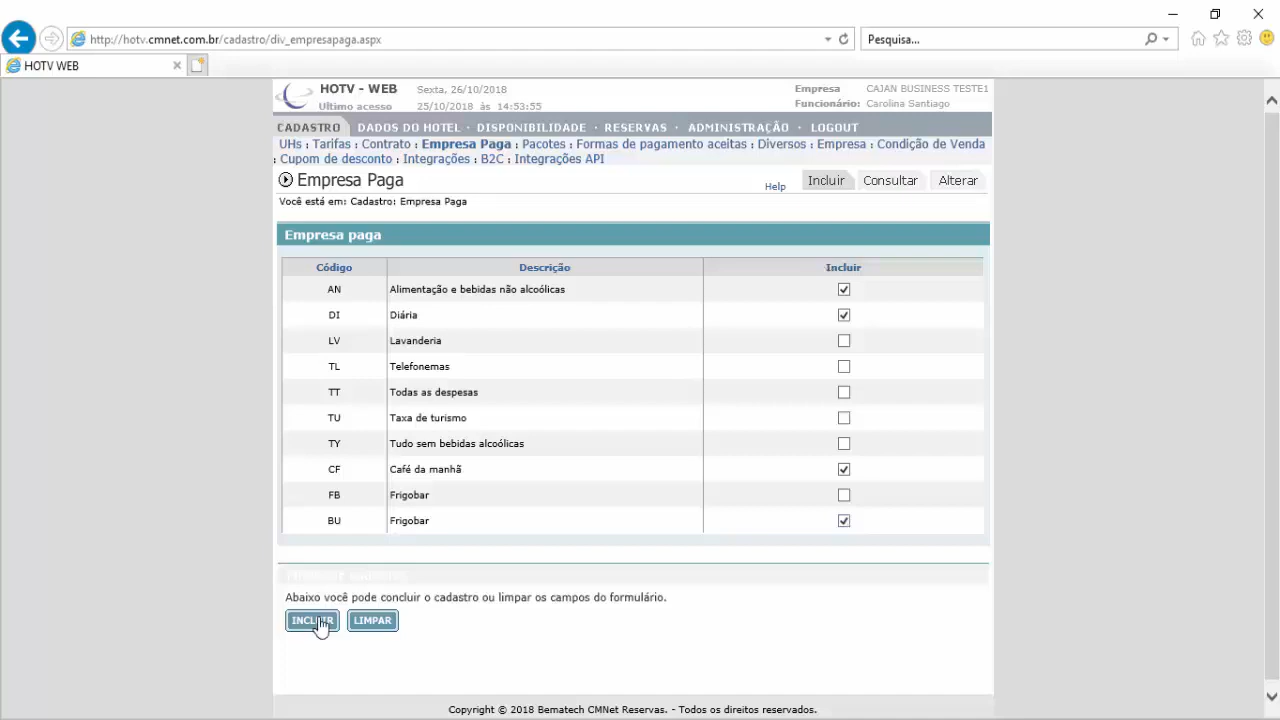 http://hotv.cmnet.com.br/cadastro/div_empresapaga.aspx
Pesquisa...
HOTV WEB
HOTV - WEB Sexta, 26/10/2018 Empresa CAJAN BUSINESS TESTE1
Último acesso 25/10/2018 às 14:53:55 Funcionário: Carolina Santiago
CADASTRO DADOS DO HOTEL · DISPONIBILIDADE · RESERVAS · ADMINISTRAÇÃO · LOGOUT
UHs : Tarifas : Contrato : Empresa Paga : Pacotes : Formas de pagamento aceitas : Diversos : Empresa : Condição de Venda
: Cupom de desconto : Integrações : B2C : Integrações API
Empresa Paga Help Incluir Consultar Alterar
Você está em: Cadastro: Empresa Paga
Empresa paga
Código Descrição Incluir
AN Alimentação e bebidas não alcoólicas
DI Diária
LV Lavanderia
TL Telefonemas
TT Todas as despesas
TU Taxa de turismo
TY Tudo sem bebidas alcoólicas
CF Café da manhã
FB Frigobar
BU Frigobar
Abaixo você pode concluir o cadastro ou limpar os campos do formulário.
INCLUIR LIMPAR
Copyright © 2018 Bematech CMNet Reservas. - Todos os direitos reservados.